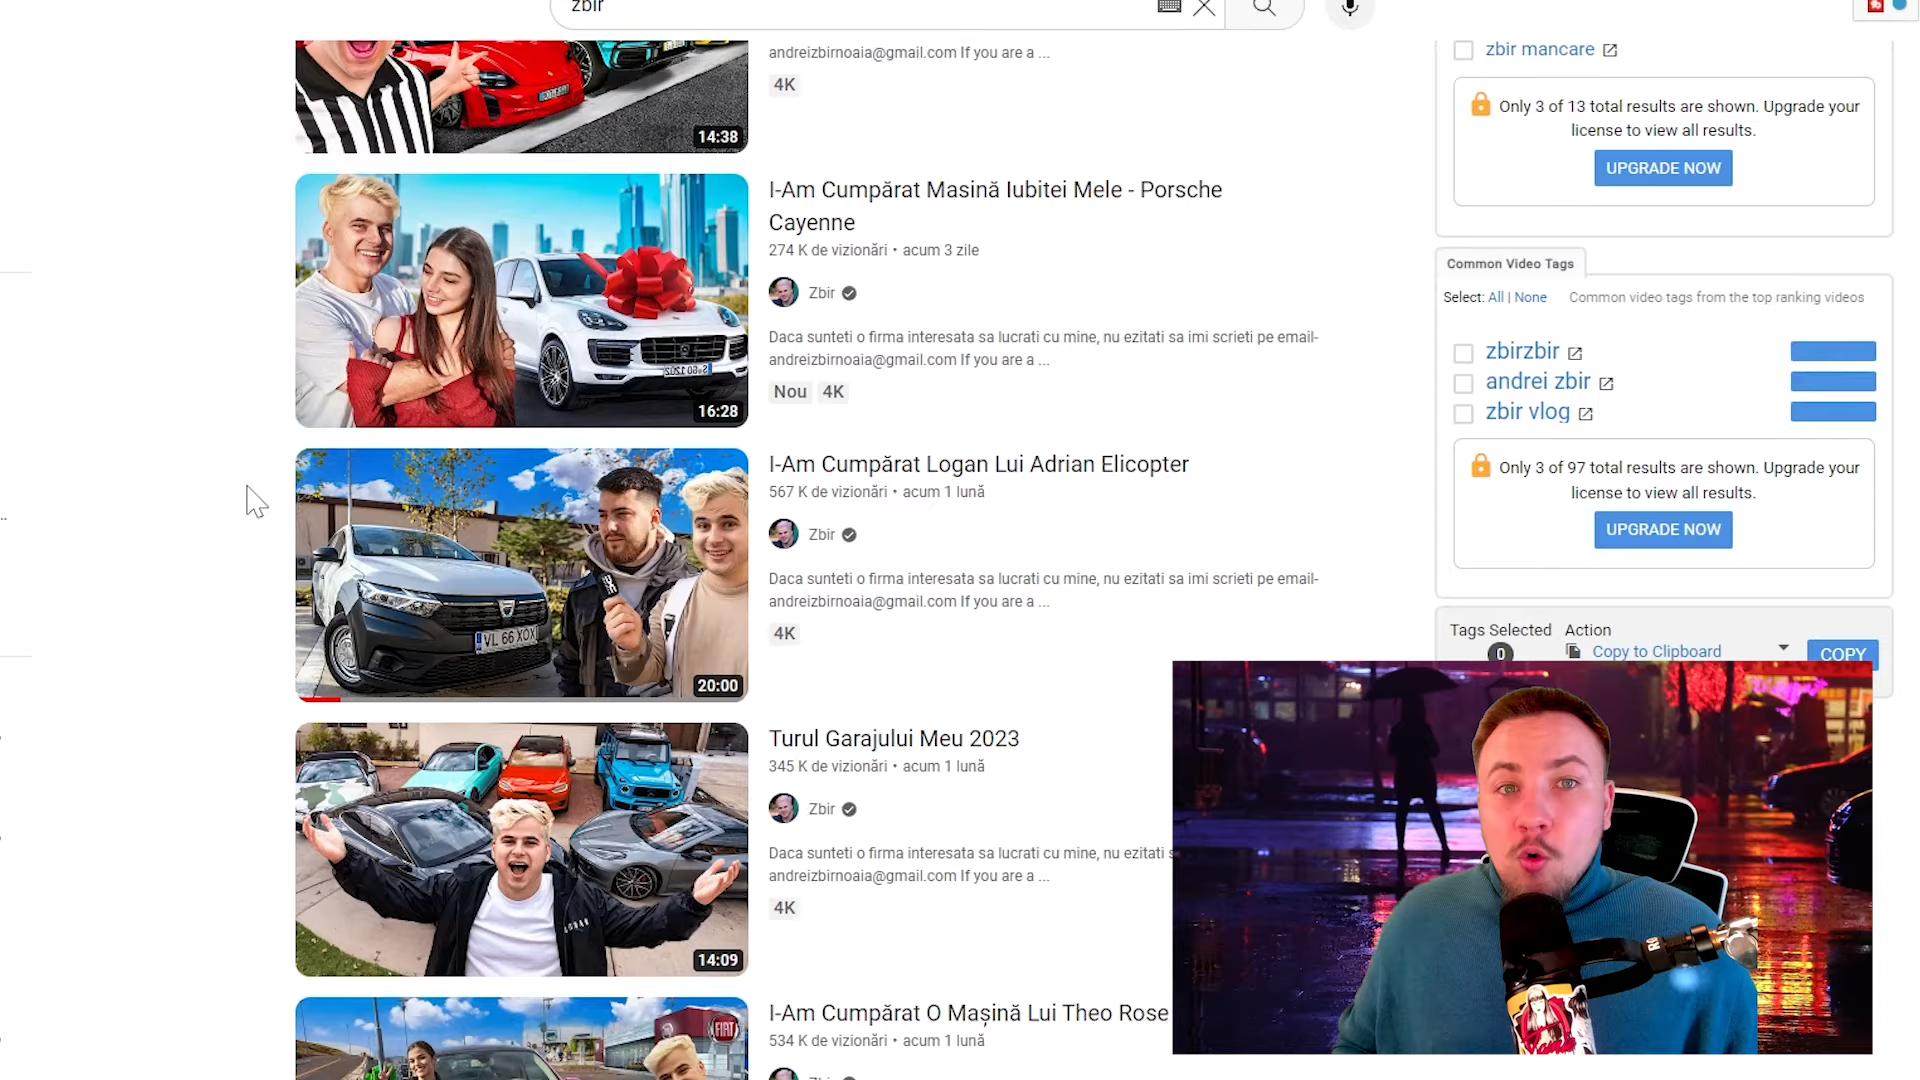 zbir
andreizbirnoaia@gmail.com If you are a ...
4K
14:38
I-Am Cumpărat Masină Iubitei Mele - Porsche
Cayenne
274 K de vizionări • acum 3 zile
Zbir
Daca sunteti o firma interesata sa lucrati cu mine, nu ezitati sa imi scrieti pe email-
andreizbirnoaia@gmail.com If you are a ...
Nou 4K
16:28
I-Am Cumpărat Logan Lui Adrian Elicopter
567 K de vizionări • acum 1 lună
Zbir
Daca sunteti o firma interesata sa lucrati cu mine, nu ezitati sa imi scrieti pe email-
andreizbirnoaia@gmail.com If you are a ...
4K
VL 66 XOX
20:00
Turul Garajului Meu 2023
345 K de vizionări • acum 1 lună
Zbir
Daca sunteti o firma interesata sa lucrati cu mine, nu ezitati
andreizbirnoaia@gmail.com If you are a ...
4K
14:09
I-Am Cumpărat O Mașină Lui Theo Rose
534 K de vizionări • acum 1 lună
FIAT
zbir mancare
Only 3 of 13 total results are shown. Upgrade your
license to view all results.
UPGRADE NOW
Common Video Tags
Select: All | None Common video tags from the top ranking videos
zbirzbir
andrei zbir
zbir vlog
Only 3 of 97 total results are shown. Upgrade your
license to view all results.
UPGRADE NOW
Tags Selected Action
0 Copy to Clipboard COPY